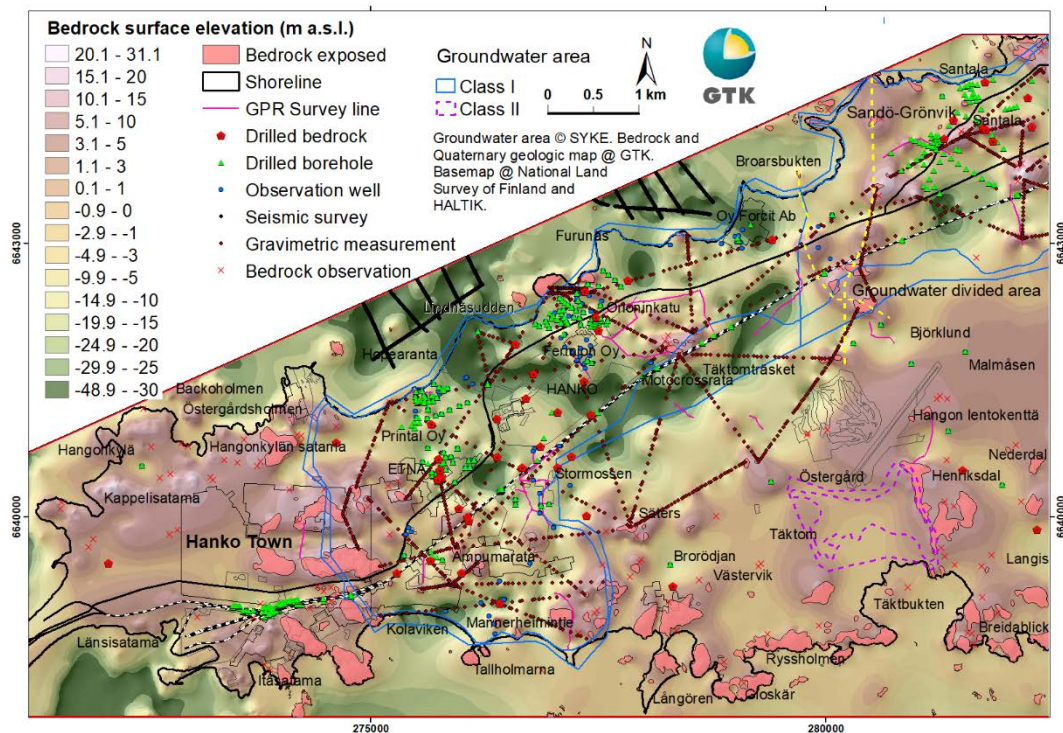 Bedrock surface elevation (m a.s.l.)
20.1 - 31.1
15.1 - 20
10.1 - 15
5.1 - 10
3.1 - 5
1.1 - 3
0.1 - 1
-0.9 - 0
-2.9 - -1
-4.9 - -3
-9.9 - -5
-14.9 - -10
-19.9 - -15
-24.9 - -20
-29.9 - -25
-48.9 - -30
Bedrock exposed
Shoreline
GPR Survey line
Drilled bedrock
Drilled borehole
Observation well
Seismic survey
Gravimetric measurement
Bedrock observation
Groundwater area
Class I
Class II
N
0 0.5 1 km
GTK
Groundwater area © SYKE. Bedrock and
Quaternary geologic map @ GTK.
Basemap @ National Land
Survey of Finland and
HALTIK.
Santala
Sandö-Grönvik
Santala
Broarsbukten
Oy Forcit Ab
Furunäs
6643000
6643000
Groundwater divided area
Lindnäsudden
Orioninkatu
Björklund
Hopearanta
Fermion Oy
Täktomträsket
Malmåsen
HANKO
Motocrossrata
Backoholmen
Östergårdsholmen
Hangon lentokenttä
Hangonkylä
Hangonkylän satama
Printal Oy
Nederdal
ETNA
Stormossen
Östergård
Henriksdal
Kappelisatama
Säters
6640000
6640000
Hanko Town
Täktom
Ampumarata
Brorödjan
Langis
Västervik
Täktbukten
Länsisatama
Kolaviken
Mannerhelmintie
Breidablick
Tallholmarna
Ryssholmen
Itäsatama
Långören
Gloskär
275000
280000